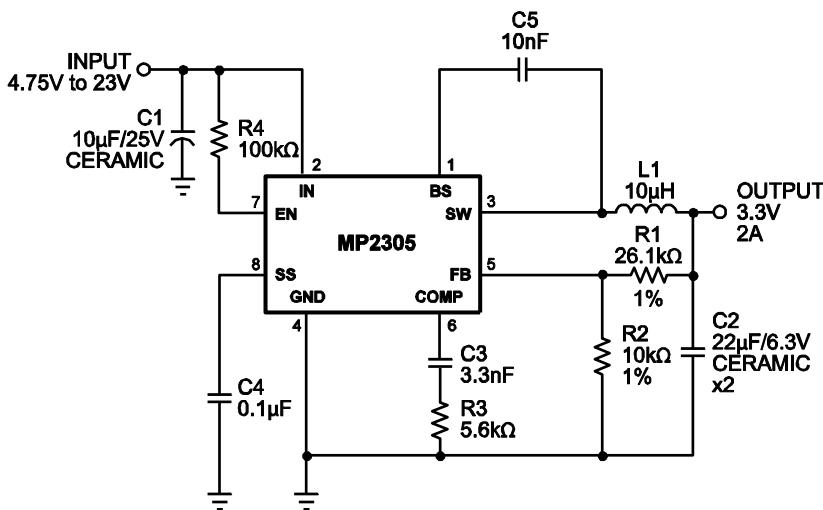 C5
10nF
INPUT
4.75V to 23V
C1
10µF/25V
CERAMIC
R4
100kΩ
2
1
IN
BS
L1
10µH
OUTPUT
3.3V
2A
7
EN
SW
3
MP2305
R1
26.1kΩ
1%
8
SS
FB
5
GND
COMP
4
6
C3
3.3nF
R2
10kΩ
1%
C2
22µF/6.3V
CERAMIC
x2
C4
0.1µF
R3
5.6kΩ